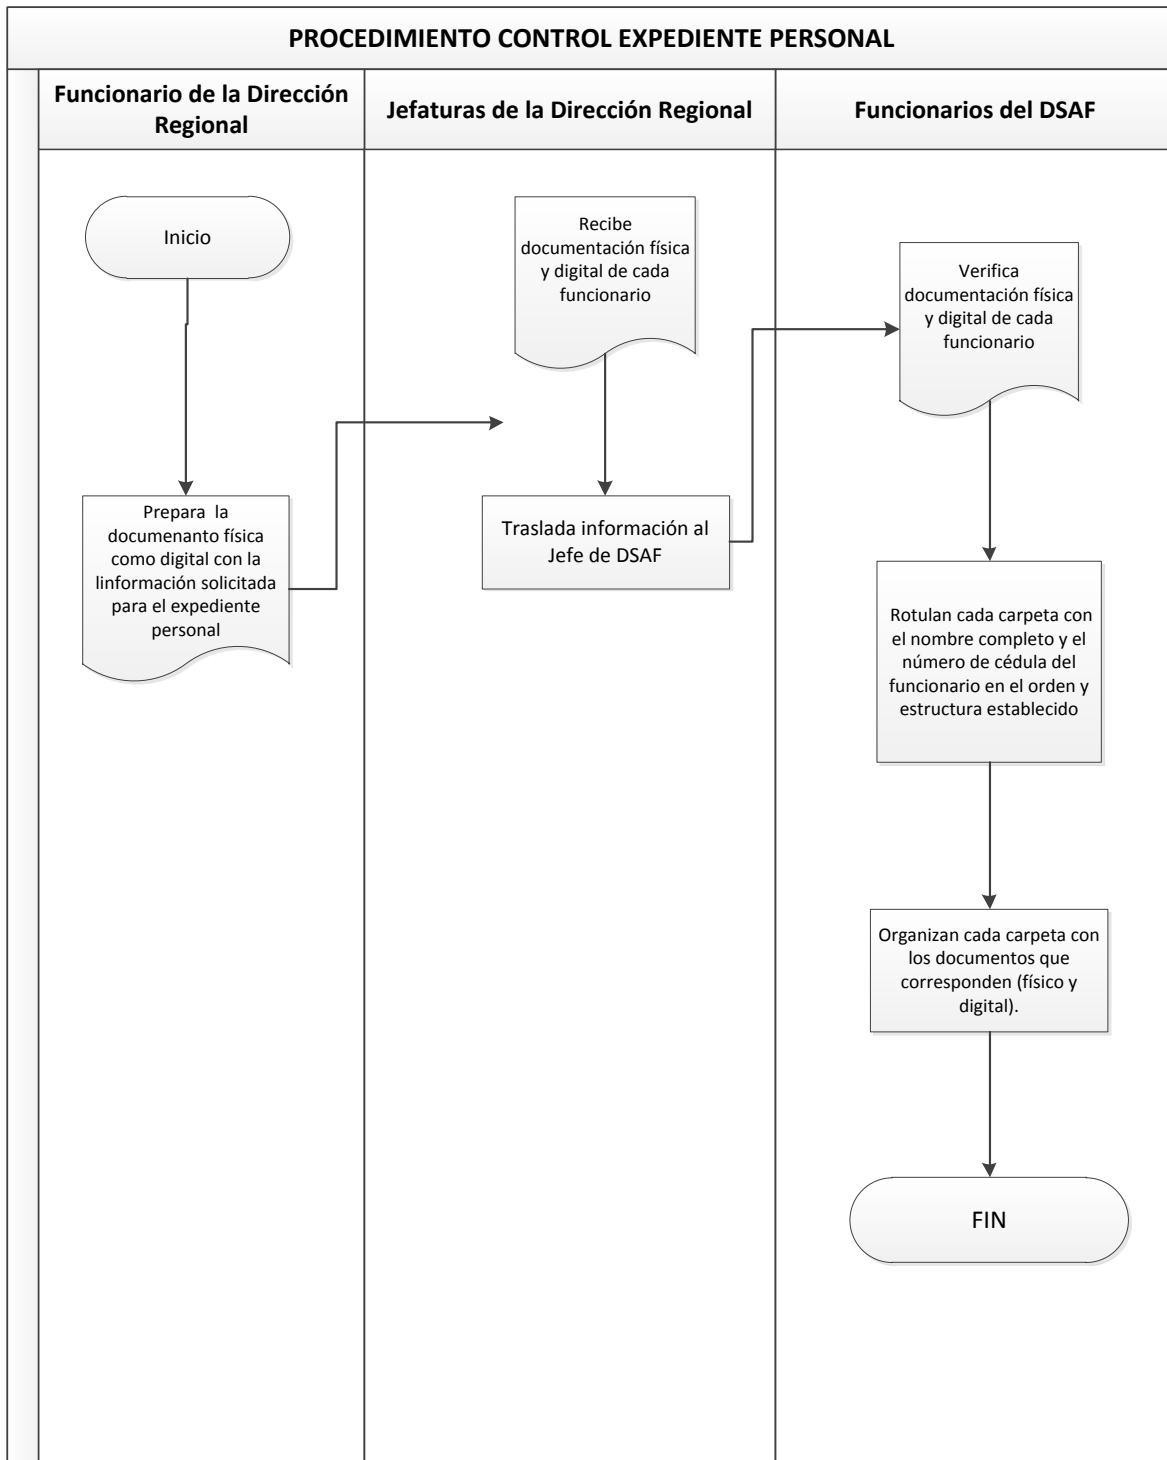 PROCEDIMIENTO CONTROL EXPEDIENTE PERSONAL
Funcionario de la Dirección
Regional
Jefaturas de la Dirección Regional
Funcionarios del DSAF
Inicio
Prepara la
documenanto física
como digital con la
linformación solicitada
para el expediente
personal
Recibe
documentación física
y digital de cada
funcionario
Traslada información al
Jefe de DSAF
Verifica
documentación física
y digital de cada
funcionario
Rotulan cada carpeta con
el nombre completo y el
número de cédula del
funcionario en el orden y
estructura establecido
Organizan cada carpeta con
los documentos que
corresponden (físico y
digital).
FIN